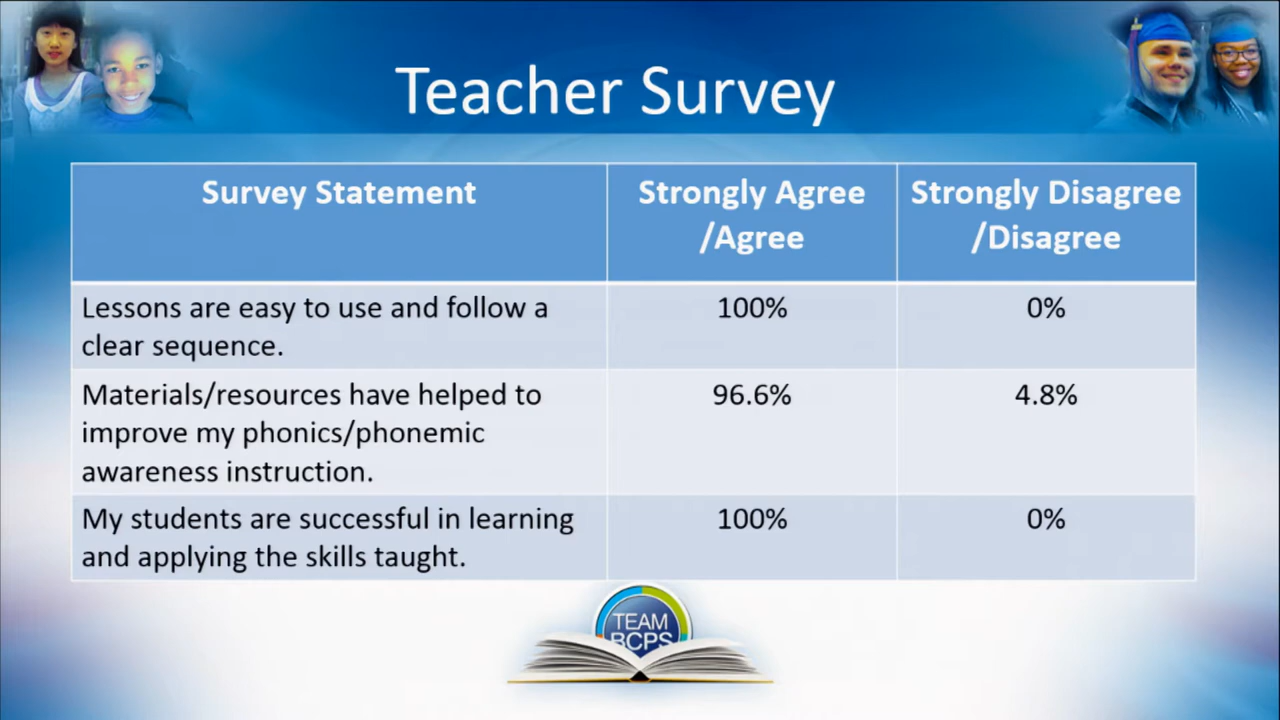 Teacher Survey
Survey Statement
Strongly Agree
/Agree
Strongly Disagree
/Disagree
Lessons are easy to use and follow a
clear sequence.
100%
0%
Materials/resources have helped to
improve my phonics/phonemic
awareness instruction.
96.6%
4.8%
My students are successful in learning
and applying the skills taught.
100%
0%
TEAM
BCPS